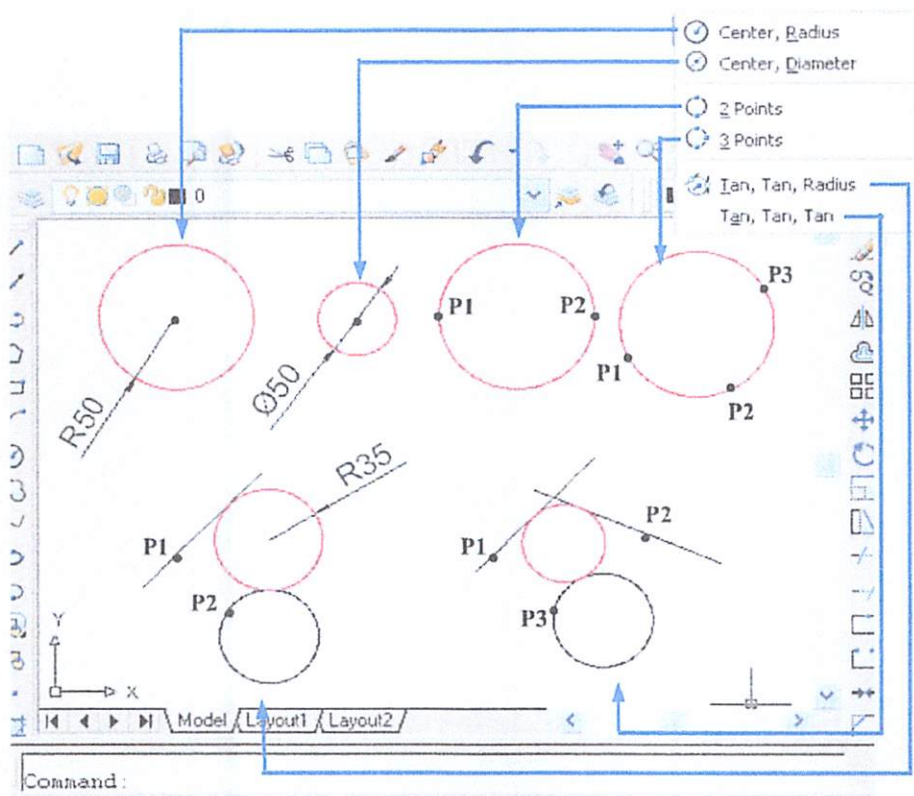 Center, Radius
Center, Diameter
2 Points
3 Points
Tan, Tan, Radius
Tan, Tan, Tan
0
R50
Ø50
P1
P2
P3
P1
P2
R35
P1
P2
P1
P2
P3
Y
X
Model
Layout1
Layout2
Command: